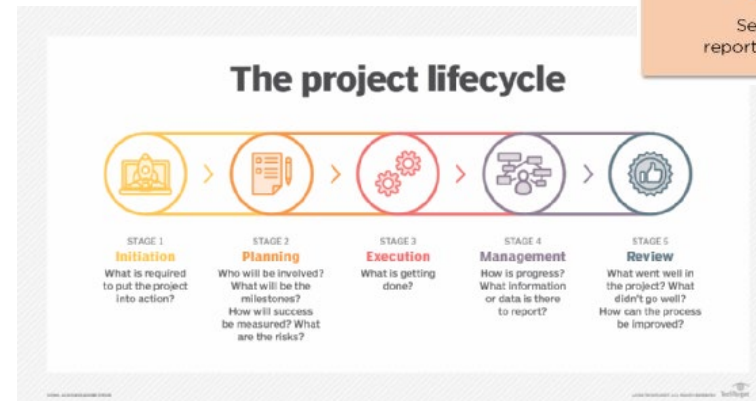 Se
report
The project lifecycle
STAGE 1
Initiation
What is required
to put the project
into action?
STAGE 2
Planning
Who will be involved?
What will be the
milestones?
How will success
be measured? What
are the risks?
STAGE 3
Execution
What is getting
done?
STAGE 4
Management
How is progress?
What information
or data is there
to report?
STAGE 5
Review
What went well in
the project? What
didn't go well?
How can the process
be improved?
TechTarget